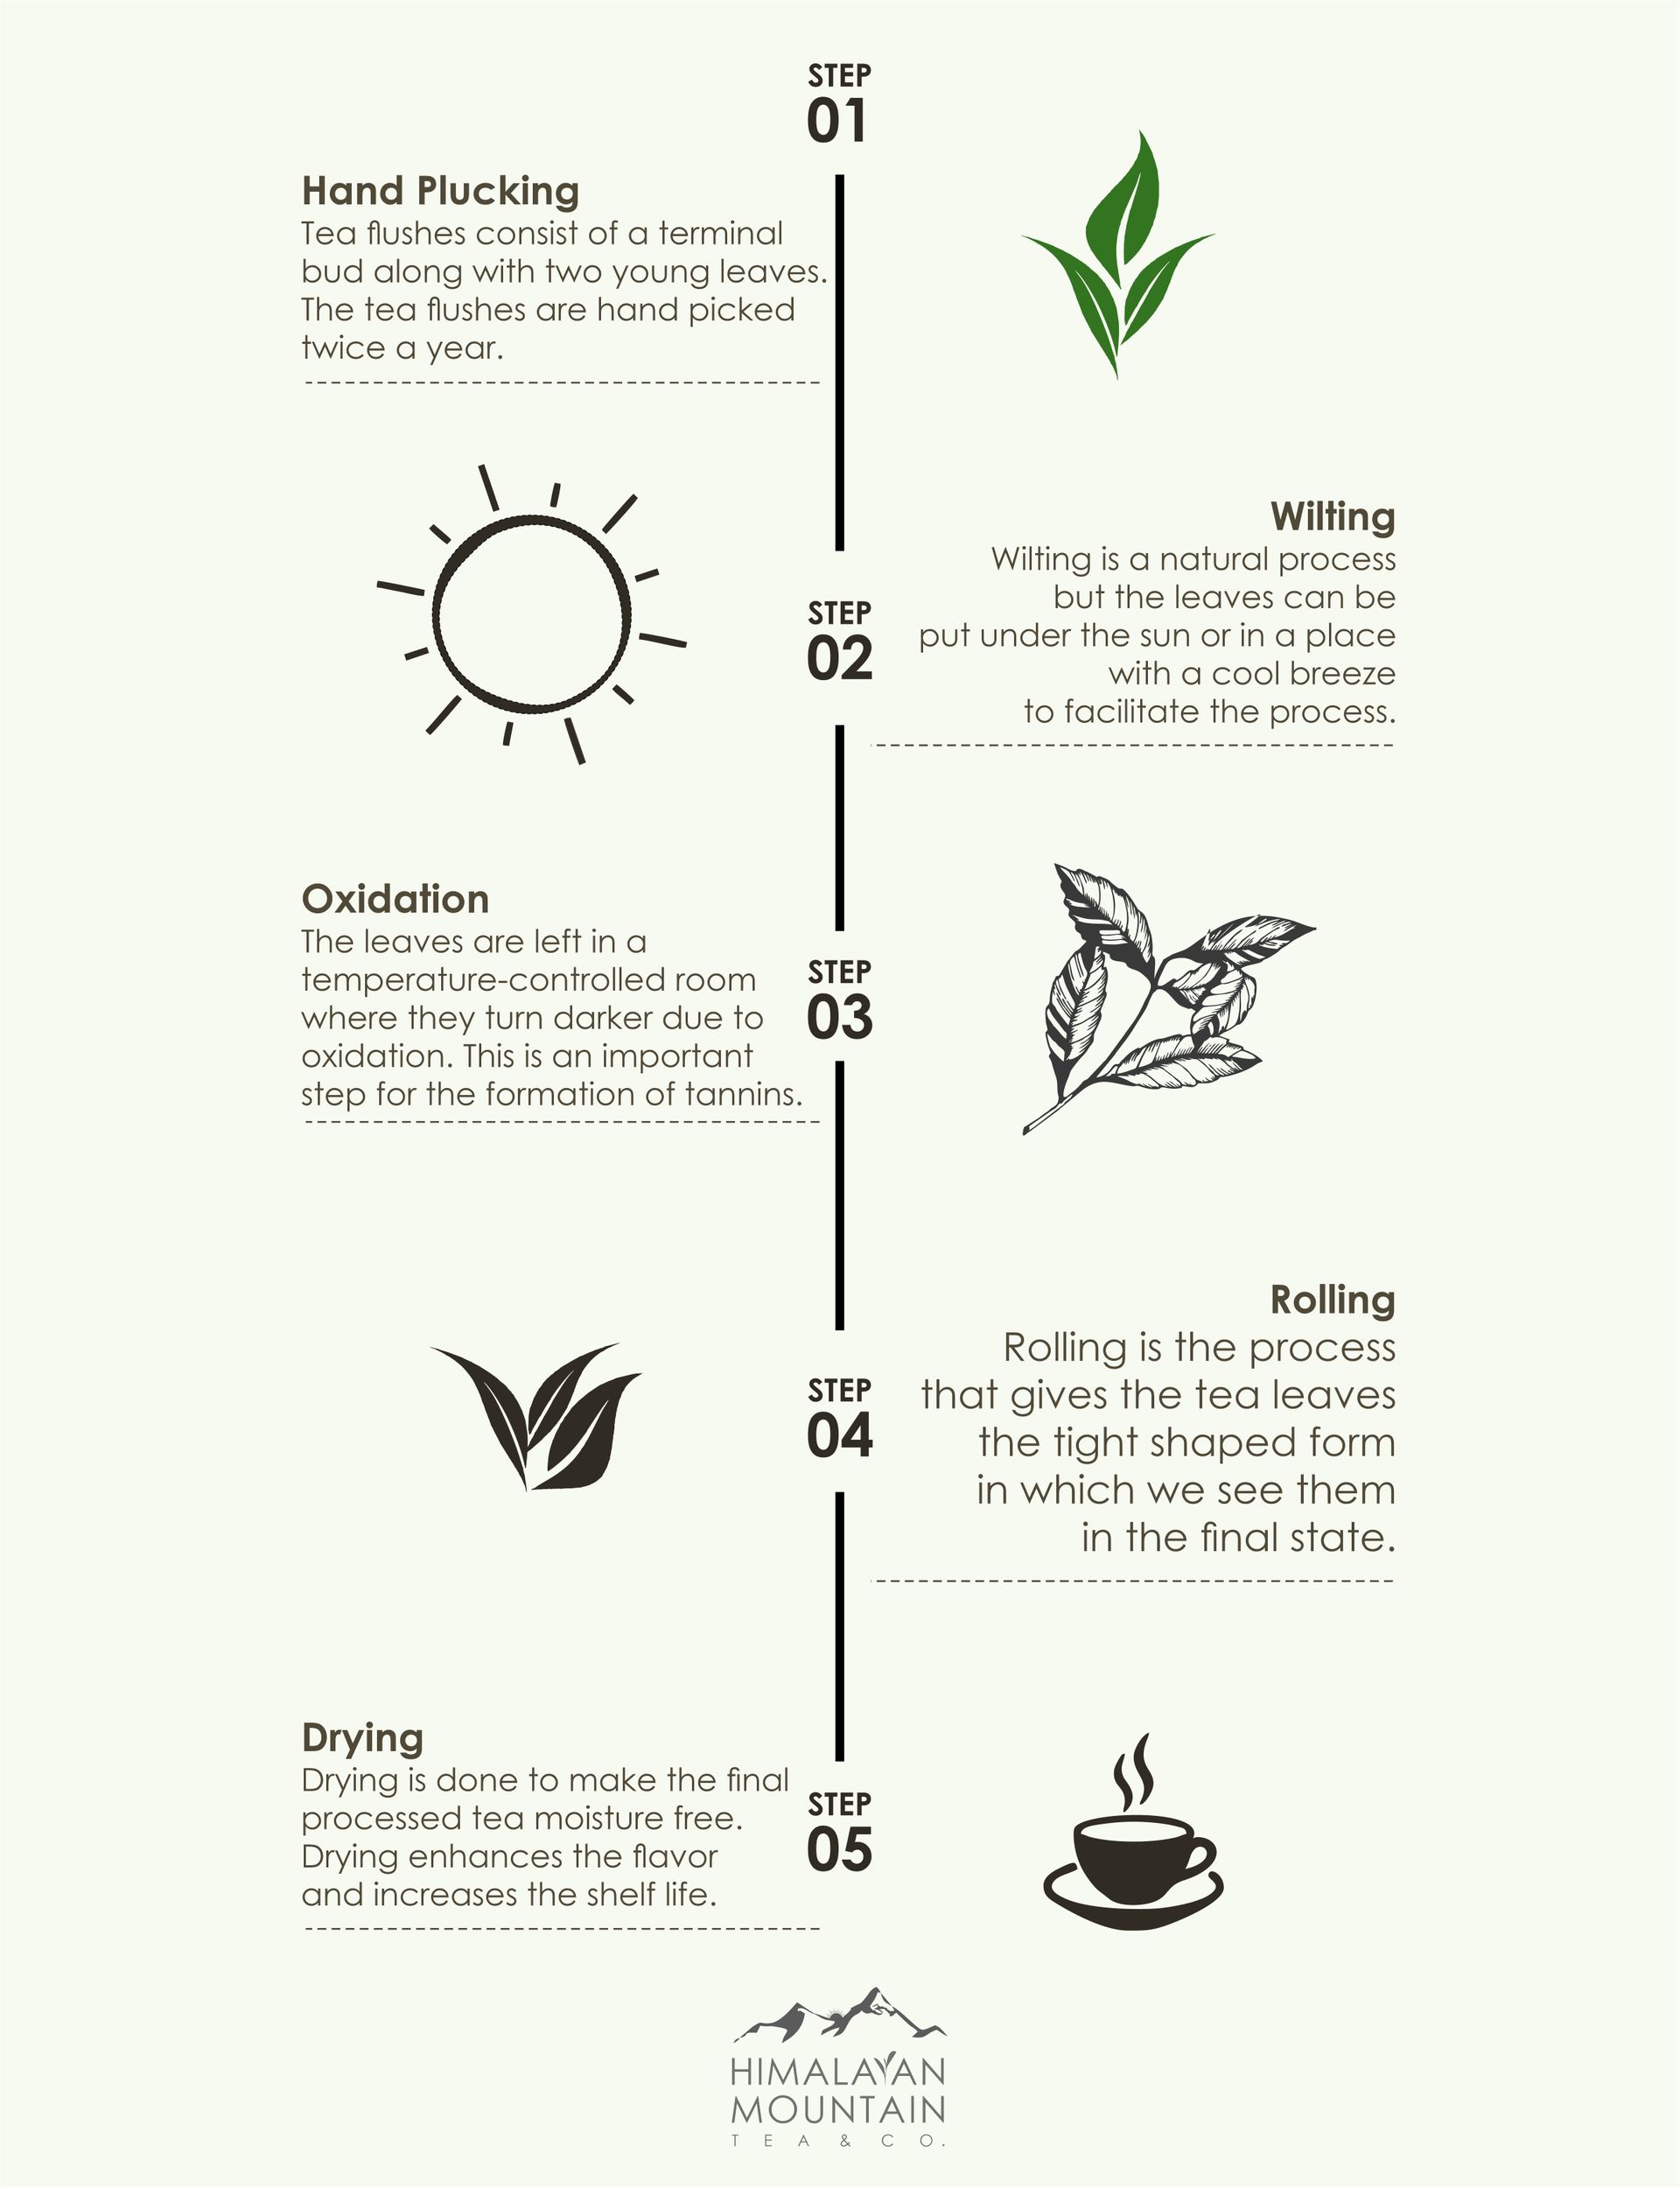 STEP
01
Hand Plucking
Tea flushes consist of a terminal
bud along with two young leaves.
The tea flushes are hand picked
twice a year.
STEP
02
Wilting
Wilting is a natural process
but the leaves can be
put under the sun or in a place
with a cool breeze
to facilitate the process.
STEP
03
Oxidation
The leaves are left in a
temperature-controlled room
where they turn darker due to
oxidation. This is an important
step for the formation of tannins.
STEP
04
Rolling
Rolling is the process
that gives the tea leaves
the tight shaped form
in which we see them
in the final state.
STEP
05
Drying
Drying is done to make the final
processed tea moisture free.
Drying enhances the flavor
and increases the shelf life.
HIMALAYAN
MOUNTAIN
TEA & CO.